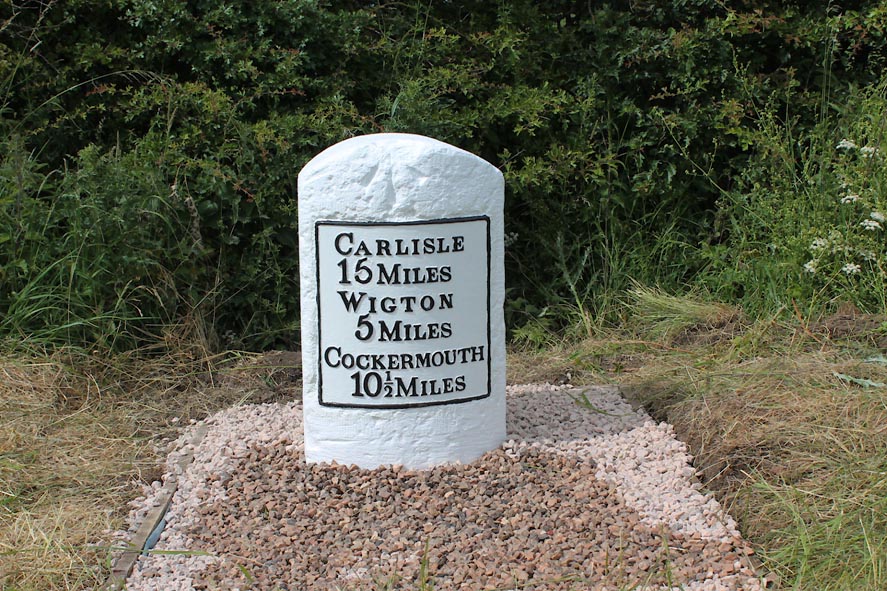 CARLISLE
15 MILES
WIGTON
5 MILES
COCKERMOUTH
10½ MILES